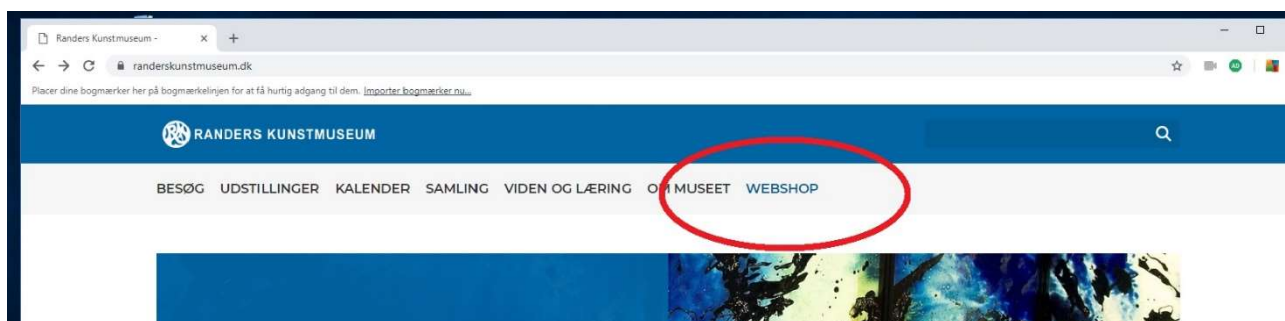 Randers Kunstmuseum -
randerskunstmuseum.dk
Placer dine bogmærker her på bogmærkelinjen for at få hurtig adgang til dem. Importer bogmærker nu...
RANDERS KUNSTMUSEUM
BESØG UDSTILLINGER KALENDER SAMLING VIDEN OG LÆRING OM MUSEET WEBSHOP